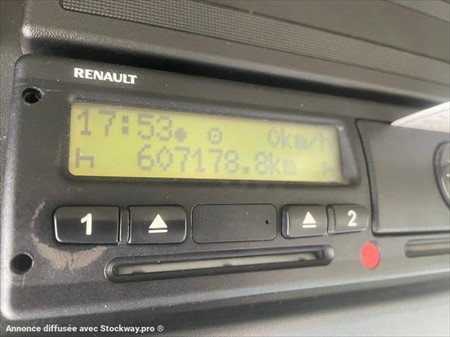 RENAULT
17:53 0km/h
607178.8km
1 2
Annonce diffusée avec Stockway.pro ®